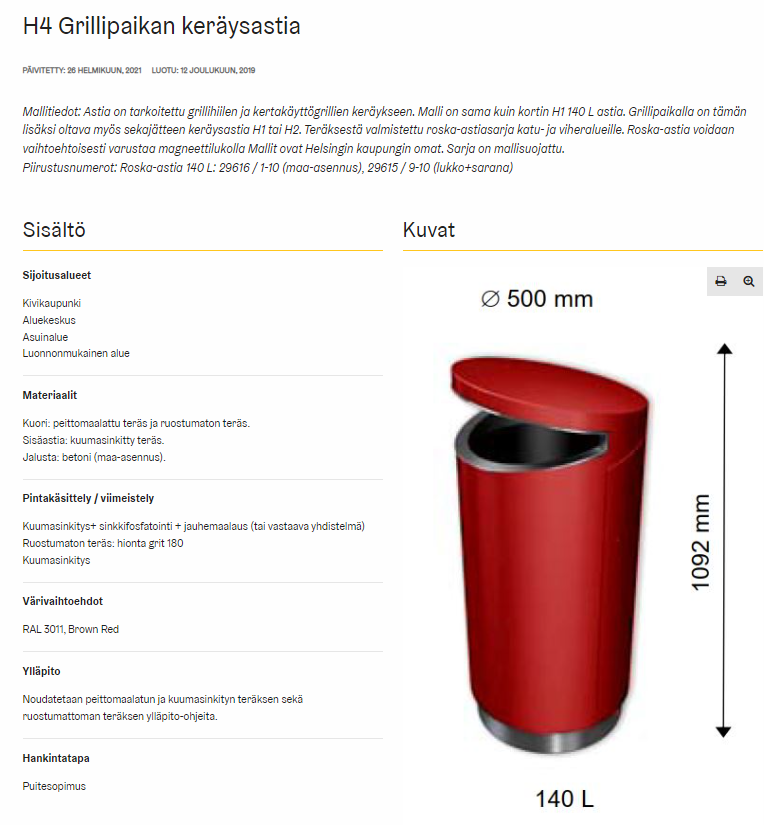 H4 Grillipaikan keräysastia
PÄIVITETTY: 26 HELMIKUUN, 2021 LUOTU: 12 JOULUKUUN, 2019
Mallitiedot: Astia on tarkoitettu grillihiilen ja kertakäyttögrillien keräykseen. Malli on sama kuin kortin H1 140 L astia. Grillipaikalla on tämän
lisäksi oltava myös sekajätteen keräysastia H1 tai H2. Teräksestä valmistettu roska-astiasarja katu- ja viheralueille. Roska-astia voidaan
vaihtoehtoisesti varustaa magneettilukolla Mallit ovat Helsingin kaupungin omat. Sarja on mallisuojattu.
Piirustusnumerot: Roska-astia 140 L: 29616 / 1-10 (maa-asennus), 29615 / 9-10 (lukko+sarana)
Sisältö
Sijoitusalueet
Kivikaupunki
Aluekeskus
Asuinalue
Luonnonmukainen alue
Materiaalit
Kuori: peittomaalattu teräs ja ruostumaton teräs.
Sisäastia: kuumasinkitty teräs.
Jalusta: betoni (maa-asennus).
Pintakäsittely / viimeistely
Kuumasinkitys+ sinkkifosfatointi + jauhemaalaus (tai vastaava yhdistelmä)
Ruostumaton teräs: hionta grit 180
Kuumasinkitys
Värivaihtoehdot
RAL 3011, Brown Red
Ylläpito
Noudatetaan peittomaalatun ja kuumasinkityn teräksen sekä
ruostumattoman teräksen ylläpito-ohjeita.
Hankintatapa
Puitesopimus
Kuvat
Ø 500 mm
1092 mm
140 L